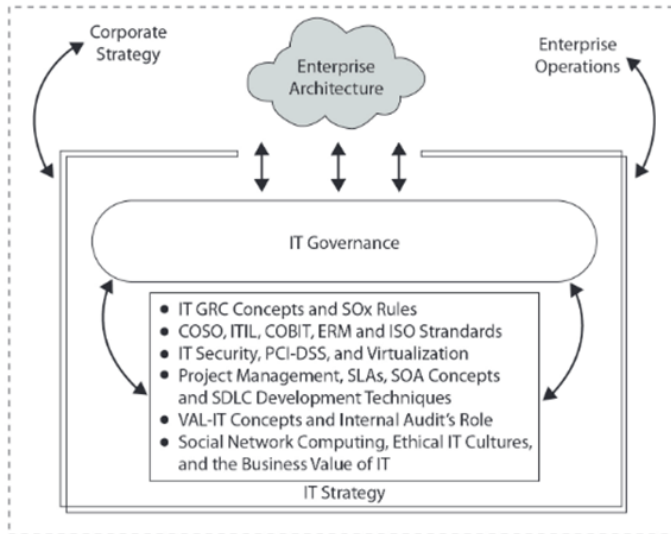 Corporate
Strategy
Enterprise
Architecture
Enterprise
Operations
IT Governance
• IT GRC Concepts and SOx Rules
• COSO, ITIL, COBIT, ERM and ISO Strandards
• IT Security, PCI-DSS, and Virtualization
• Project Management, SLAs, SOA Concepts
and SDLC Development Techniques
• VAL-IT Concepts and Internal Audit's Role
• Social Network Computing, Ethical IT Cultures,
and the Business Value of IT
IT Strategy